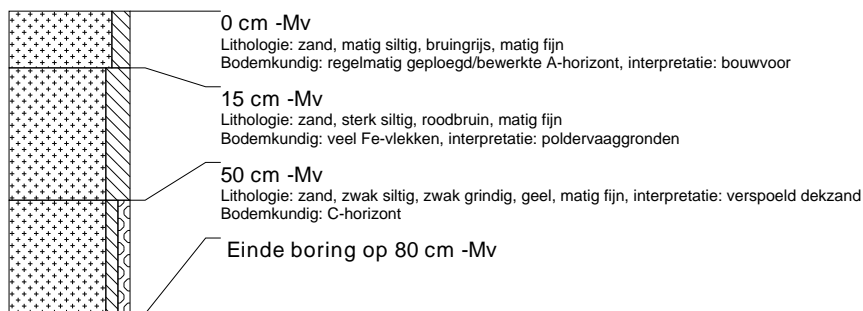 0 cm -Mv
Lithologie: zand, matig siltig, bruingrijs, matig fijn
Bodemkundig: regelmatig geploegd/bewerkte A-horizont, interpretatie: bouwvoor
15 cm -Mv
Lithologie: zand, sterk siltig, roodbruin, matig fijn
Bodemkundig: veel Fe-vlekken, interpretatie: poldervaaggronden
50 cm -Mv
Lithologie: zand, zwak siltig, zwak grindig, geel, matig fijn, interpretatie: verspoeld dekzand
Bodemkundig: C-horizont
Einde boring op 80 cm -Mv